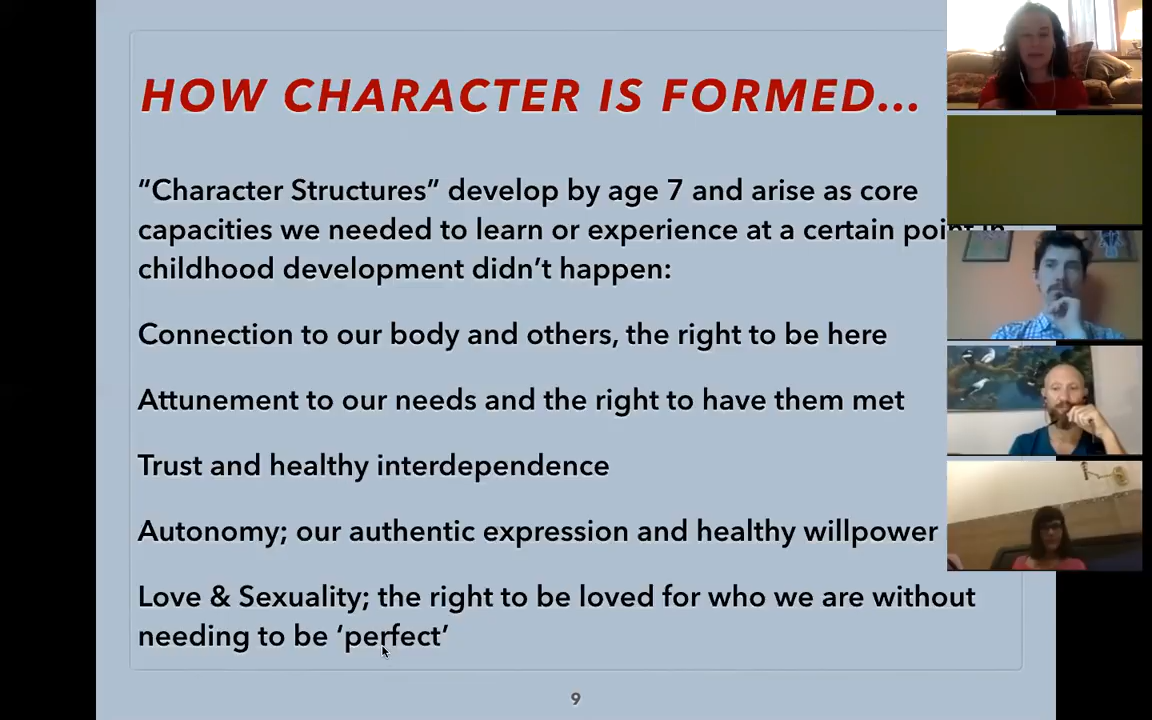 HOW CHARACTER IS FORMED...
“Character Structures” develop by age 7 and arise as core
capacities we needed to learn or experience at a certain point in
childhood development didn’t happen:
Connection to our body and others, the right to be here
Attunement to our needs and the right to have them met
Trust and healthy interdependence
Autonomy; our authentic expression and healthy willpower
Love & Sexuality; the right to be loved for who we are without
needing to be ‘perfect’
9